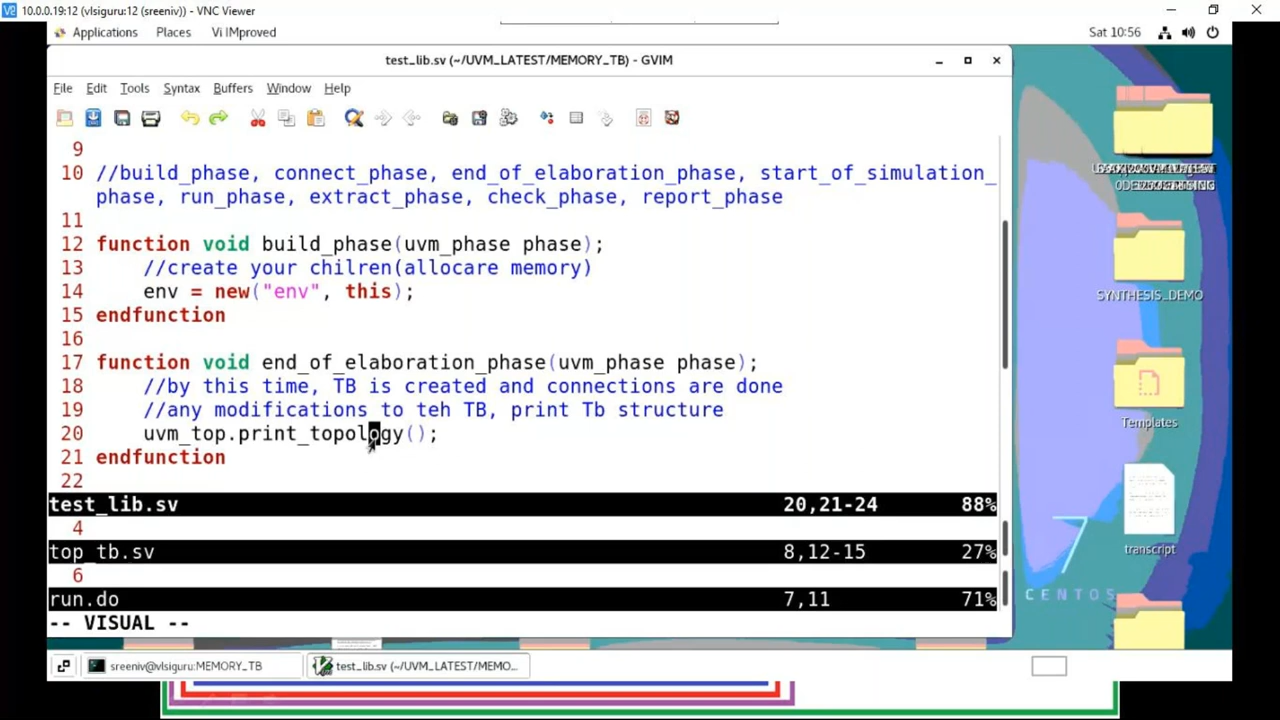 10.0.0.19:12 (vlsiguru:12 (sreeniv)) - VNC Viewer
Applications Places Vi IMproved Sat 10:56
test_lib.sv (~/UVM_LATEST/MEMORY_TB) - GVIM
File Edit Tools Syntax Buffers Window Help
9
10 //build_phase, connect_phase, end_of_elaboration_phase, start_of_simulation_
phase, run_phase, extract_phase, check_phase, report_phase
11
12 function void build_phase(uvm_phase phase);
13 //create your chilren(allocare memory)
14 env = new("env", this);
15 endfunction
16
17 function void end_of_elaboration_phase(uvm_phase phase);
18 //by this time, TB is created and connections are done
19 //any modifications to teh TB, print Tb structure
20 uvm_top.print_topology();
21 endfunction
22
test_lib.sv 20,21-24 88%
4
top_tb.sv 8,12-15 27%
6
run.do 7,11 71%
-- VISUAL --
SYNTHESIS_DEMO
Templates
transcript
7
CENTOS
sreeniv@vlsiguru:MEMORY_TB
test_lib.sv (~/UVM_LATEST/MEMO...